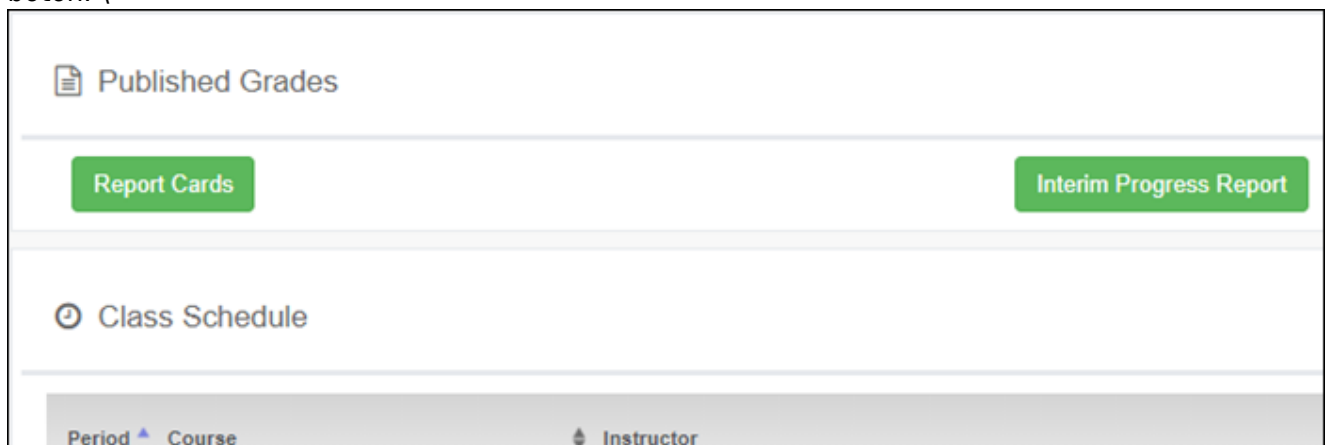 Published Grades
Report Cards Interim Progress Report
Class Schedule
Period Course Instructor